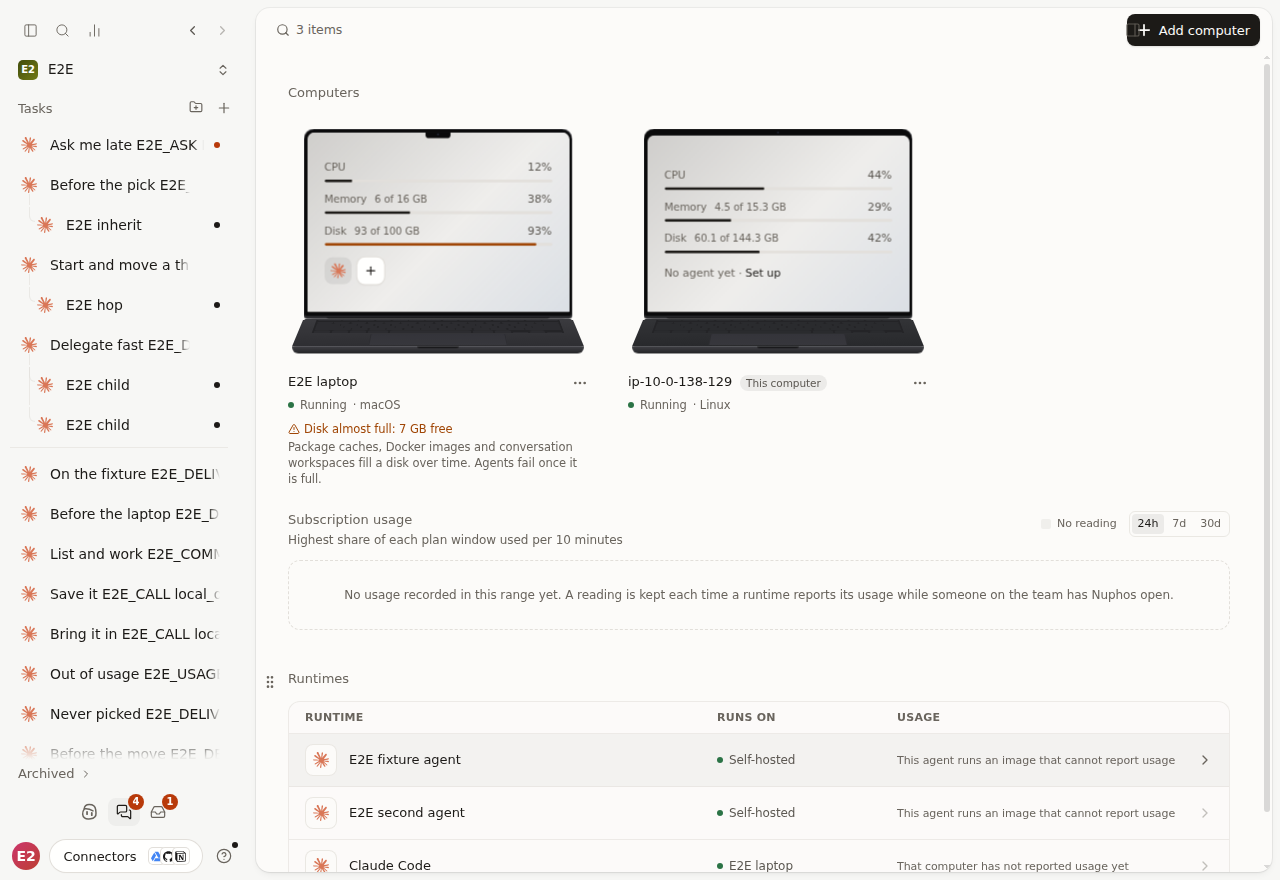 3 items
Add computer
E2 E2E
Tasks
Ask me late E2E_ASK
Before the pick E2E_
E2E inherit
Start and move a th
E2E hop
Delegate fast E2E_D
E2E child
E2E child
On the fixture E2E_DELIV
Before the laptop E2E_D
List and work E2E_COMM
Save it E2E_CALL local_c
Bring it in E2E_CALL loca
Out of usage E2E_USAG
Never picked E2E_DELIV
Before the move E2E_DE
Archived
4 1
E2 Connectors
Computers
CPU 12%
Memory 6 of 16 GB 38%
Disk 93 of 100 GB 93%
E2E laptop
Running · macOS
Disk almost full: 7 GB free
Package caches, Docker images and conversation
workspaces fill a disk over time. Agents fail once it
is full.
CPU 44%
Memory 4.5 of 15.3 GB 29%
Disk 60.1 of 144.3 GB 42%
No agent yet · Set up
ip-10-0-138-129 This computer
Running · Linux
Subscription usage
Highest share of each plan window used per 10 minutes
No reading 24h 7d 30d
No usage recorded in this range yet. A reading is kept each time a runtime reports its usage while someone on the team has Nuphos open.
Runtimes
RUNTIME RUNS ON USAGE
E2E fixture agent Self-hosted This agent runs an image that cannot report usage
E2E second agent Self-hosted This agent runs an image that cannot report usage
Claude Code E2E laptop That computer has not reported usage yet